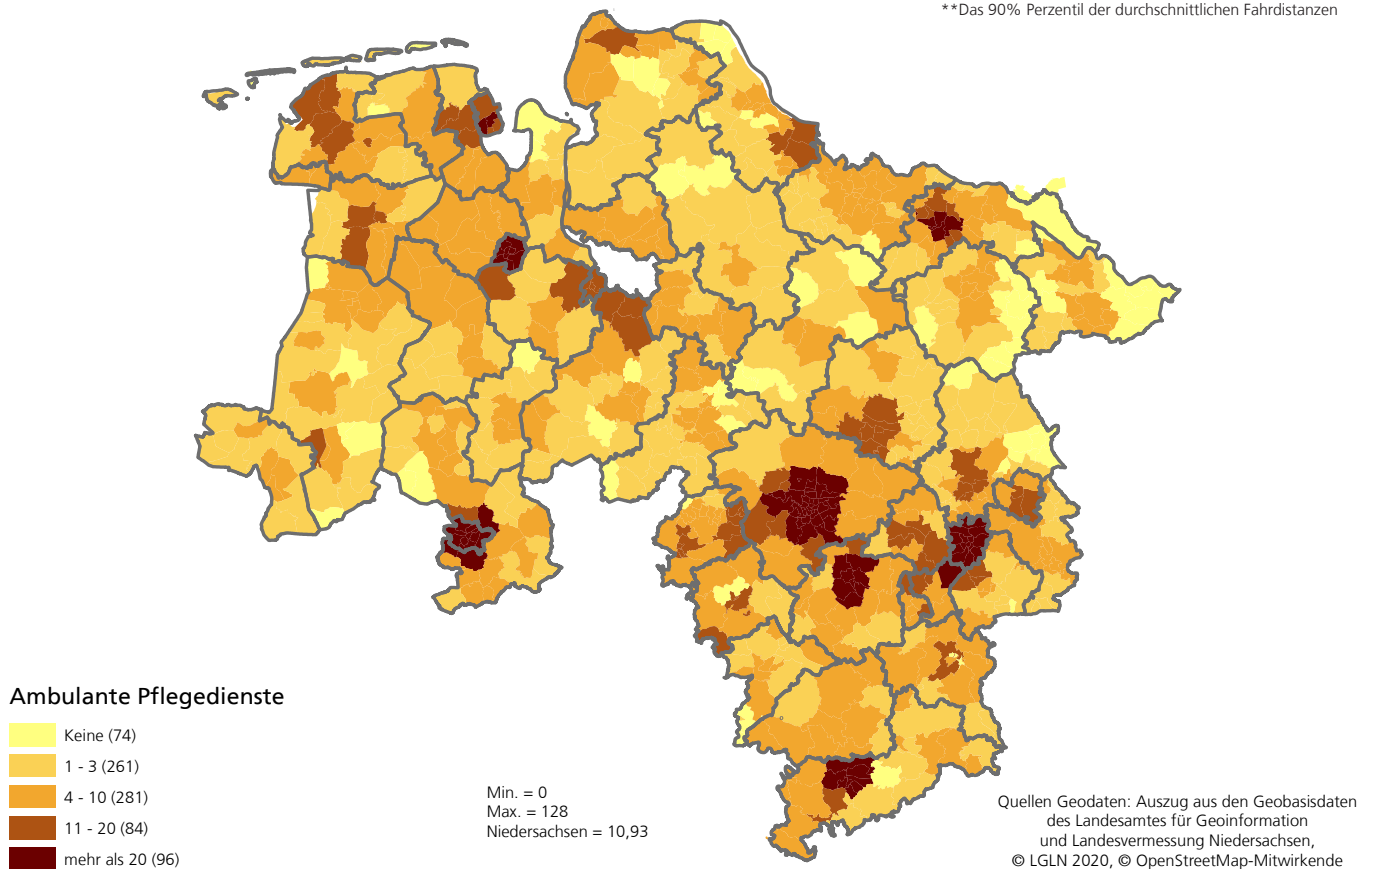 **Das 90% Perzentil der durchschnittlichen Fahrdistanzen
Ambulante Pflegedienste
Keine (74)
1 - 3 (261)
4 - 10 (281)
11 - 20 (84)
mehr als 20 (96)
Min. = 0
Max. = 128
Niedersachsen = 10,93
Quellen Geodaten: Auszug aus den Geobasisdaten
des Landesamtes für Geoinformation
und Landesvermessung Niedersachsen,
© LGLN 2020, © OpenStreetMap-Mitwirkende